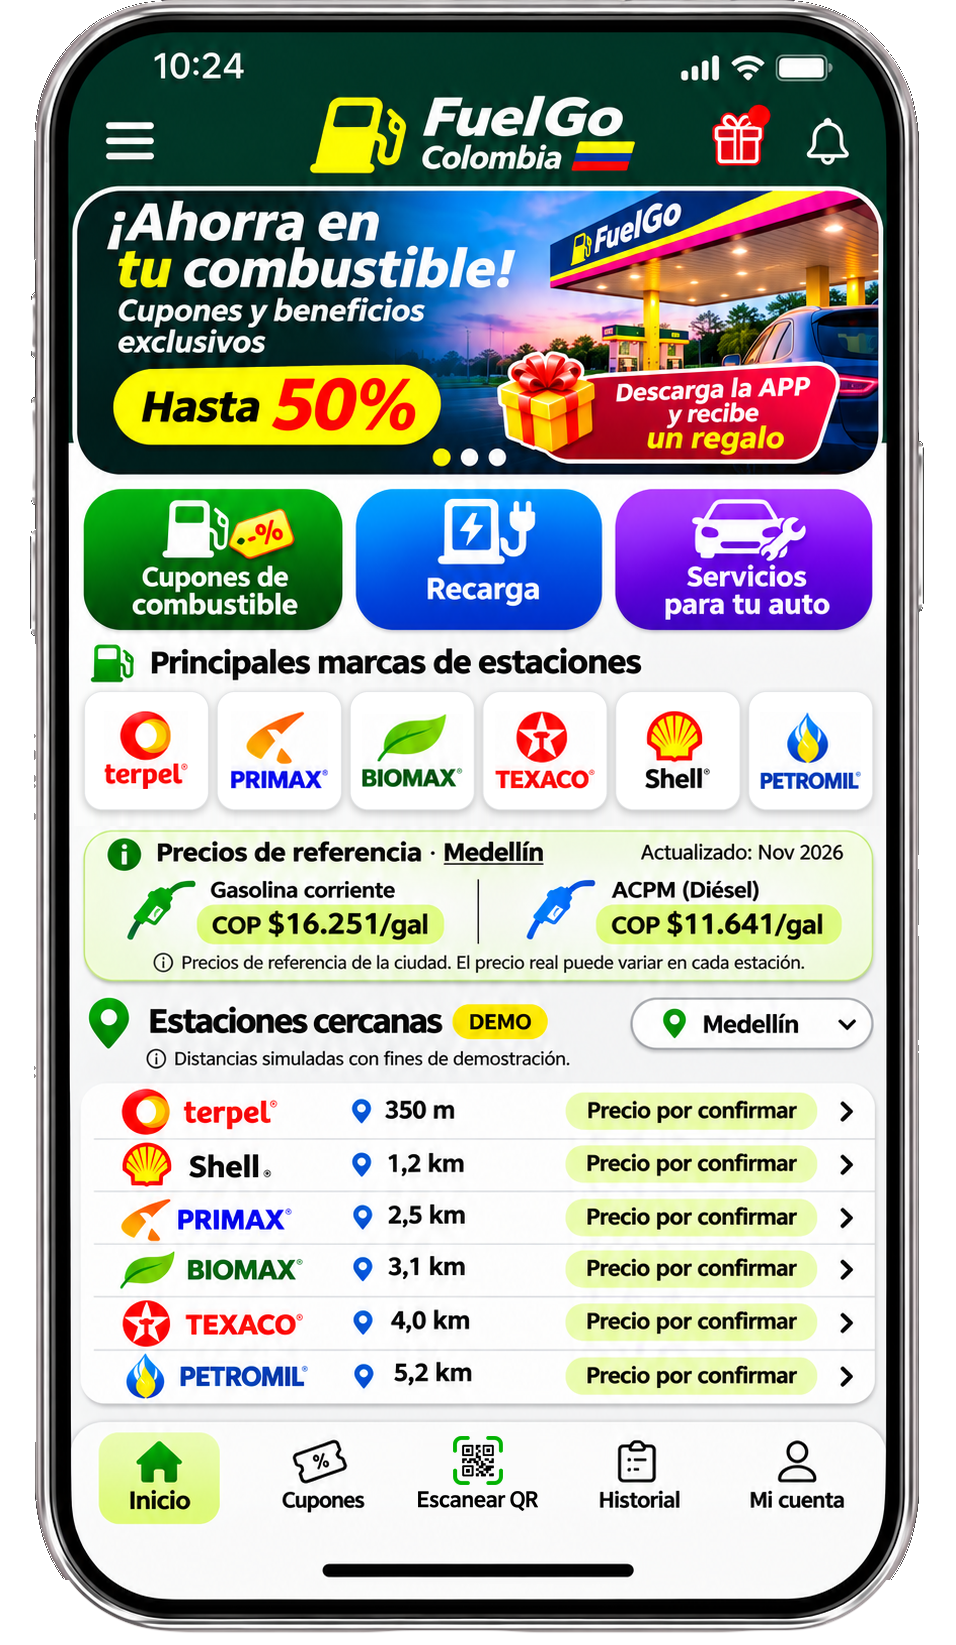 10:24
FuelGo
Colombia
¡Ahorra en
tu combustible!
Cupones y beneficios
exclusivos
Hasta 50%
FuelGo
Descarga la APP
y recibe
un regalo
-%
Cupones de
combustible
Recarga
Servicios
para tu auto
Principales marcas de estaciones
terpel®
PRIMAX®
BIOMAX®
TEXACO®
Shell®
PETROMIL®
Precios de referencia · Medellín
Actualizado: Nov 2026
Gasolina corriente
COP $16.251/gal
ACPM (Diésel)
COP $11.641/gal
Precios de referencia de la ciudad. El precio real puede variar en cada estación.
Estaciones cercanas DEMO
Medellín
Distancias simuladas con fines de demostración.
terpel® 350 m Precio por confirmar
Shell® 1,2 km Precio por confirmar
PRIMAX® 2,5 km Precio por confirmar
BIOMAX® 3,1 km Precio por confirmar
TEXACO® 4,0 km Precio por confirmar
PETROMIL® 5,2 km Precio por confirmar
Inicio
%
Cupones
Escanear QR
Historial
Mi cuenta